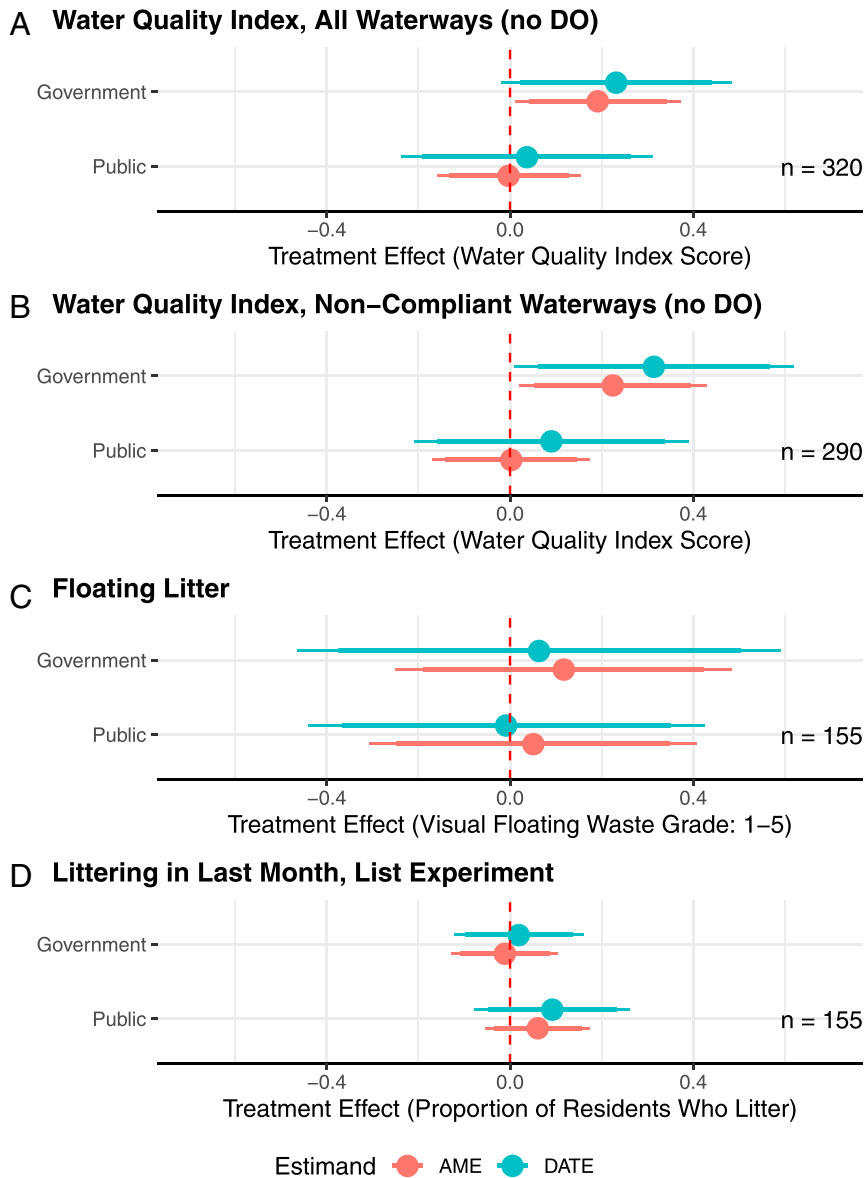 A Water Quality Index, All Waterways (no DO)
Government
Public
n = 320
−0.4 0.0 0.4
Treatment Effect (Water Quality Index Score)
B Water Quality Index, Non−Compliant Waterways (no DO)
Government
Public
n = 290
−0.4 0.0 0.4
Treatment Effect (Water Quality Index Score)
C Floating Litter
Government
Public
n = 155
−0.4 0.0 0.4
Treatment Effect (Visual Floating Waste Grade: 1−5)
D Littering in Last Month, List Experiment
Government
Public
n = 155
−0.4 0.0 0.4
Treatment Effect (Proportion of Residents Who Litter)
Estimand AME DATE